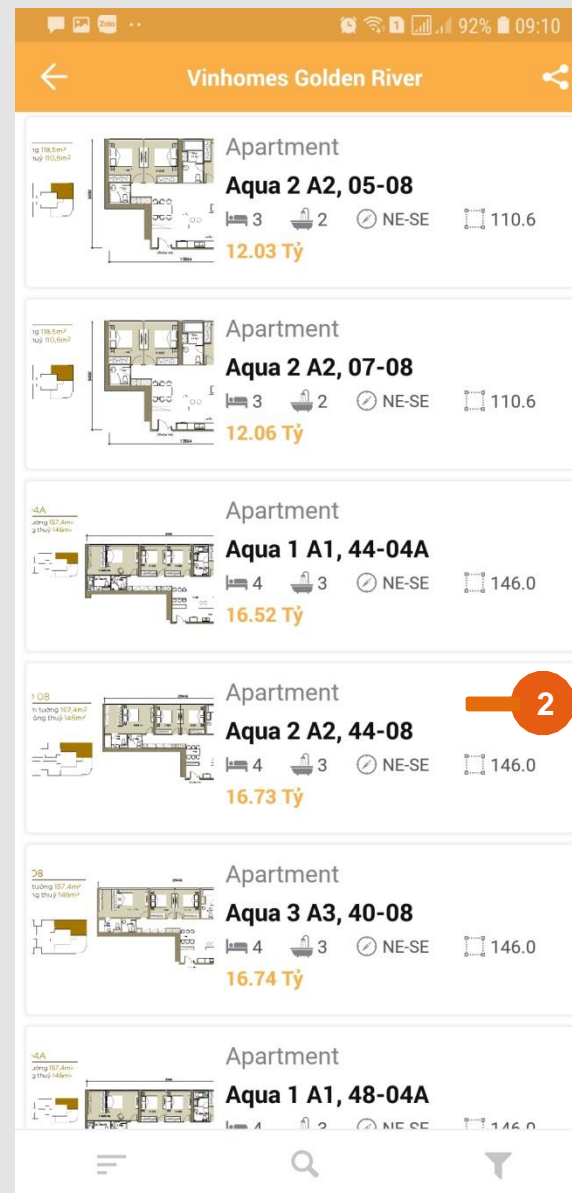 Zalo
1
92%
09:10
Vinhomes Golden River
Apartment
Aqua 2 A2, 05-08
3 2 NE-SE 110.6
12.03 Tỷ
Apartment
Aqua 2 A2, 07-08
3 2 NE-SE 110.6
12.06 Tỷ
Apartment
Aqua 1 A1, 44-04A
4 3 NE-SE 146.0
16.52 Tỷ
Apartment
2
Aqua 2 A2, 44-08
4 3 NE-SE 146.0
16.73 Tỷ
Apartment
Aqua 3 A3, 40-08
4 3 NE-SE 146.0
16.74 Tỷ
Apartment
Aqua 1 A1, 48-04A